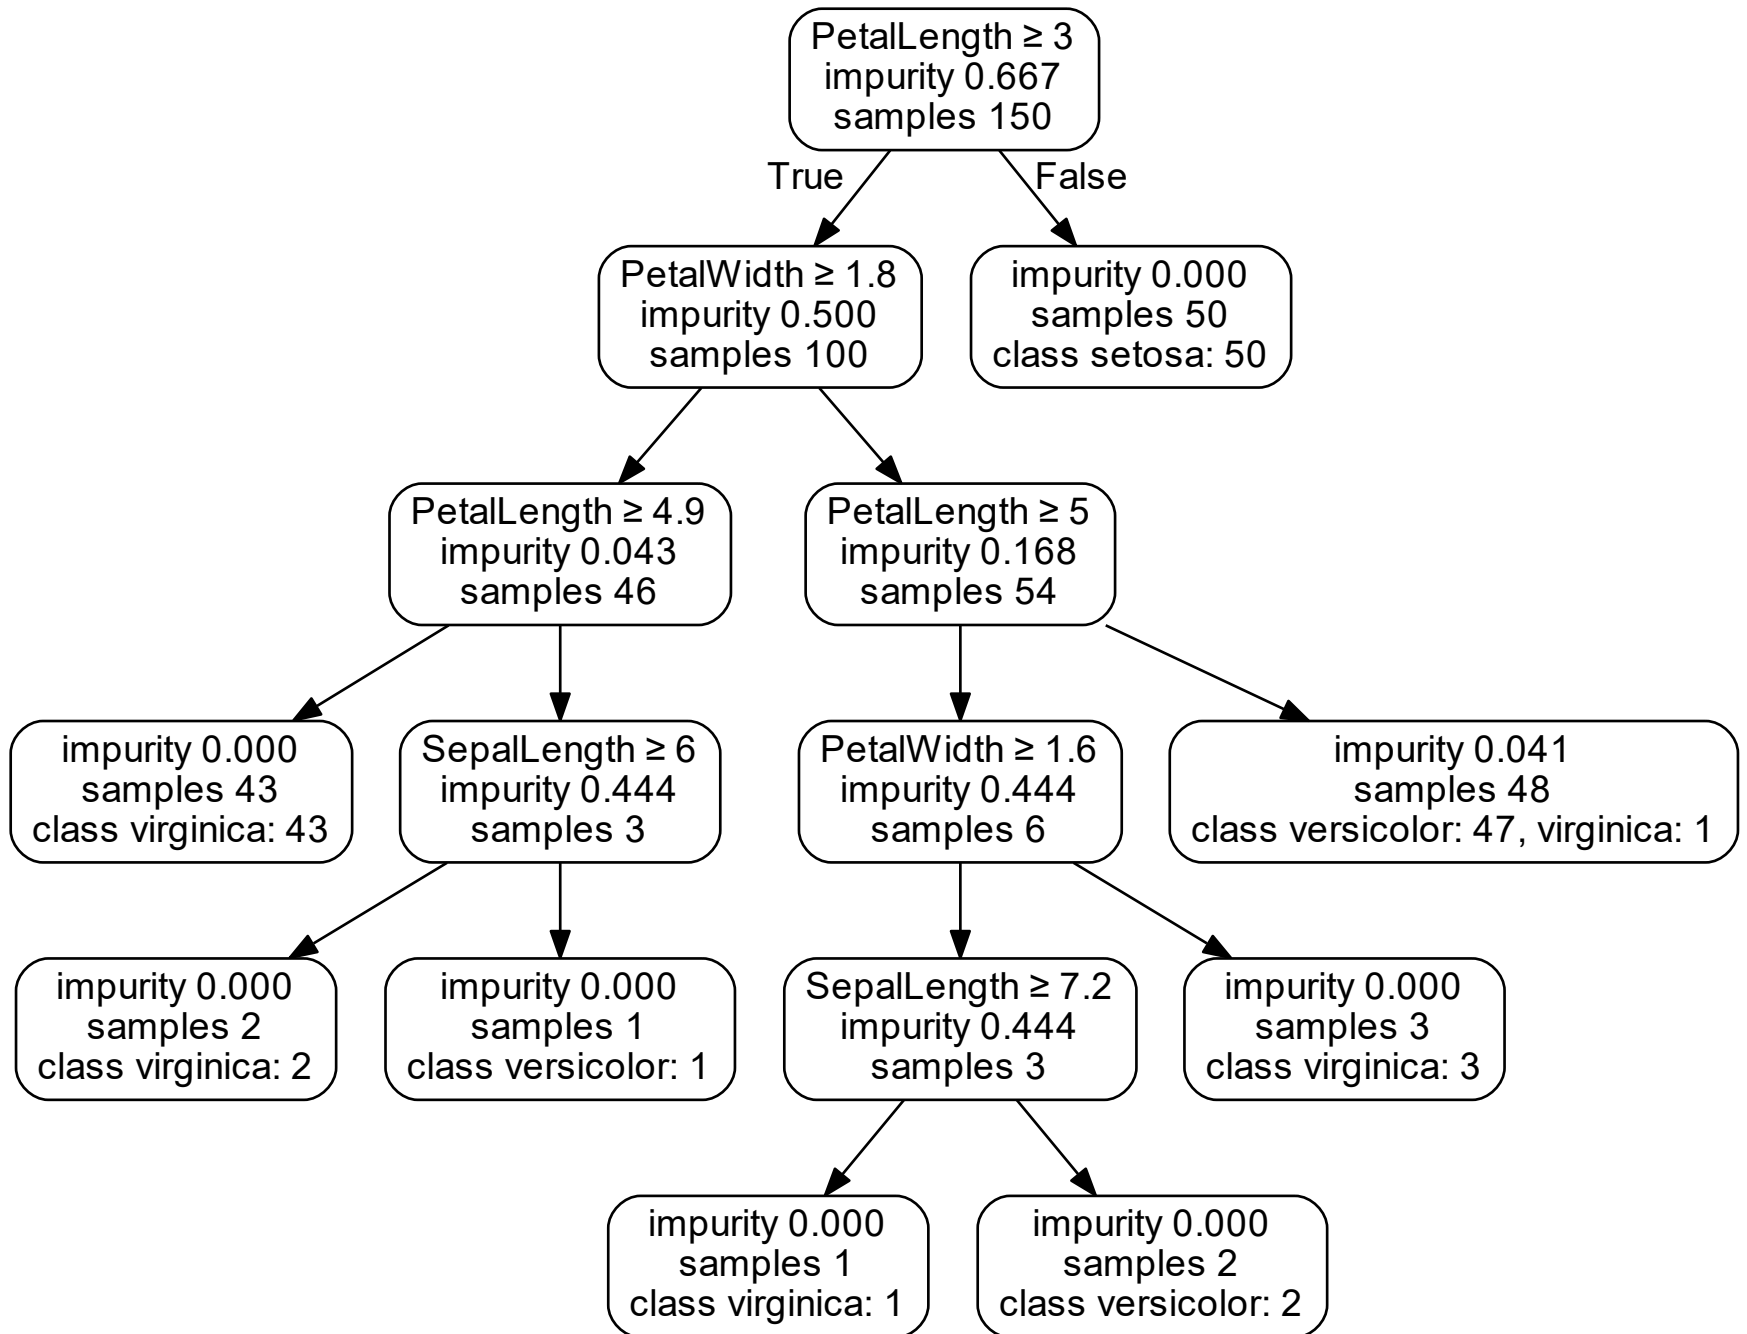 PetalLength ≥ 3
impurity 0.667
samples 150
True
False
PetalWidth ≥ 1.8
impurity 0.500
samples 100
impurity 0.000
samples 50
class setosa: 50
PetalLength ≥ 4.9
impurity 0.043
samples 46
PetalLength ≥ 5
impurity 0.168
samples 54
impurity 0.000
samples 43
class virginica: 43
SepalLength ≥ 6
impurity 0.444
samples 3
PetalWidth ≥ 1.6
impurity 0.444
samples 6
impurity 0.041
samples 48
class versicolor: 47, virginica: 1
impurity 0.000
samples 2
class virginica: 2
impurity 0.000
samples 1
class versicolor: 1
SepalLength ≥ 7.2
impurity 0.444
samples 3
impurity 0.000
samples 3
class virginica: 3
impurity 0.000
samples 1
class virginica: 1
impurity 0.000
samples 2
class versicolor: 2